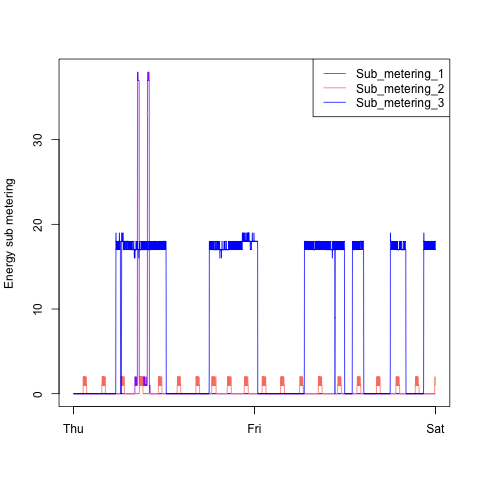 Sub_metering_1
Sub_metering_2
Sub_metering_3
Energy sub metering
30
20
10
0
Thu Fri Sat